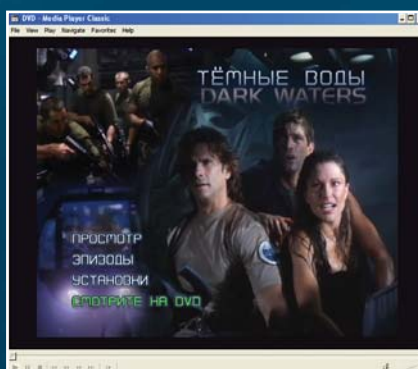 DVD - Media Player Classic
File View Play Navigate Favorites Help
ТЁМНЫЕ ВОДЫ
DARK WATERS
ПРОСМОТР
ЭПИЗОДЫ
УСТАНОВКИ
СМОТРИТЕ НА DVD